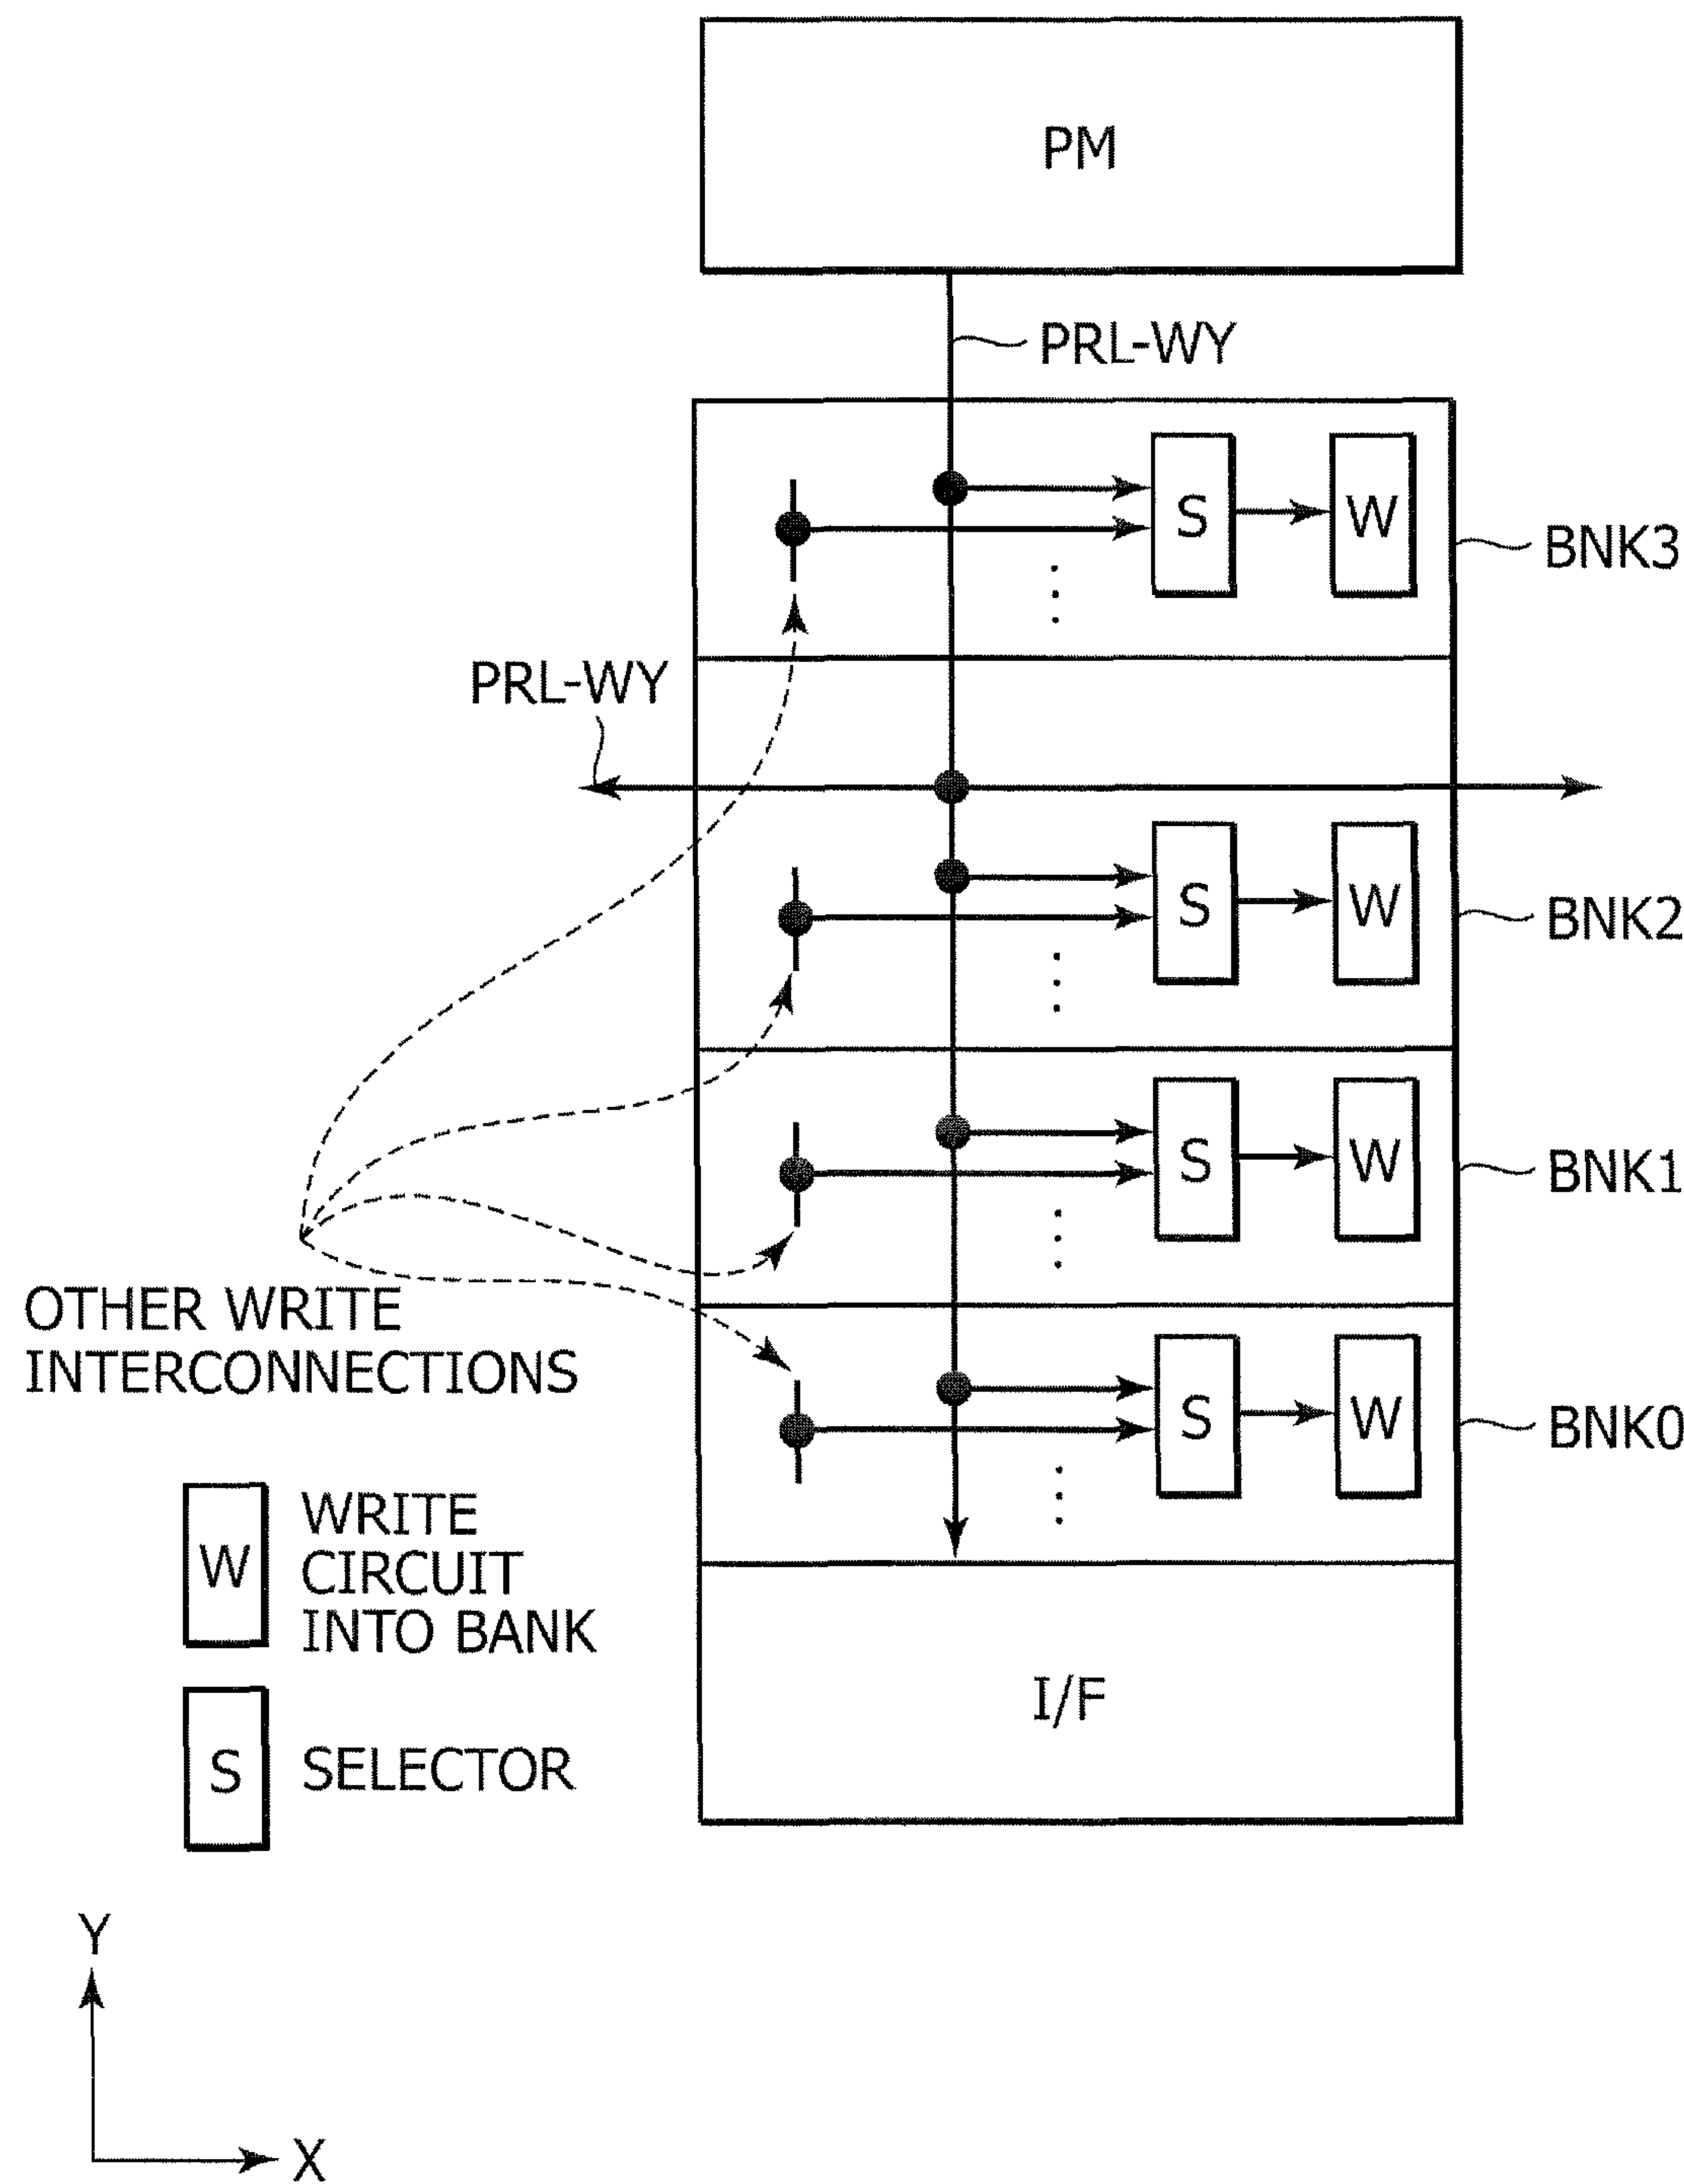 PM
PRL-WY
S
W
BNK3
PRL-WY
S
W
BNK2
S
W
BNK1
OTHER WRITE
INTERCONNECTIONS
S
W
BNK0
W
WRITE
CIRCUIT
INTO BANK
I/F
S
SELECTOR
Y
X